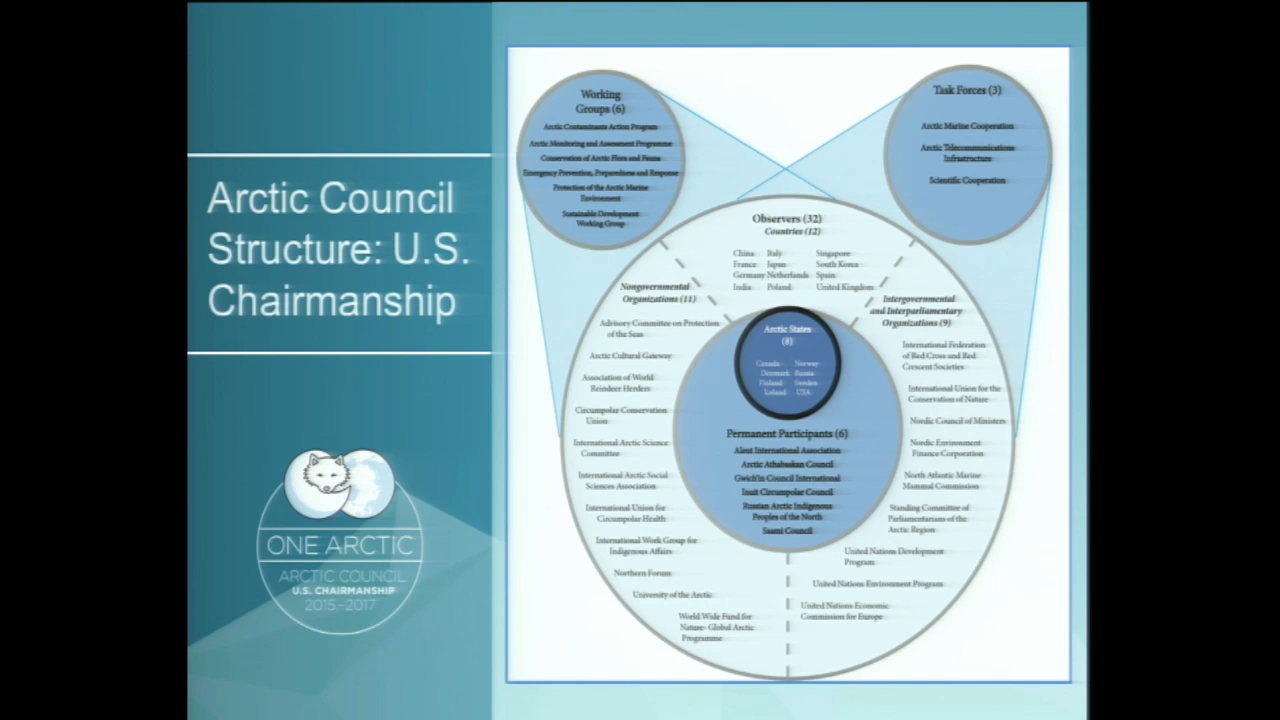 Arctic Council
Structure: U.S.
Chairmanship
ONE ARCTIC
ARCTIC COUNCIL
U.S. CHAIRMANSHIP
2015-2017
Working
Groups (6)
Arctic Contaminants Action Program
Arctic Monitoring and Assessment Programme
Conservation of Arctic Flora and Fauna
Emergency Prevention, Preparedness and Response
Protection of the Arctic Marine
Environment
Sustainable Development
Working Group
Task Forces (3)
Arctic Marine Cooperation
Arctic Telecommunications
Infrastructure
Scientific Cooperation
Observers (32)
Countries (12)
China Italy Singapore
France Japan South Korea
Germany Netherlands Spain
India Poland United Kingdom
Nongovernmental
Organizations (11)
Advisory Committee on Protection
of the Seas
Arctic Cultural Gateway
Association of World
Reindeer Herders
Circumpolar Conservation
Union
International Arctic Science
Committee
International Arctic Social
Sciences Association
International Union for
Circumpolar Health
International Work Group for
Indigenous Affairs
Northern Forum
University of the Arctic
World Wide Fund for
Nature- Global Arctic
Programme
Arctic States
(8)
Canada Norway
Denmark Russia
Finland Sweden
Iceland USA
Permanent Participants (6)
Aleut International Association
Arctic Athabaskan Council
Gwich'in Council International
Inuit Circumpolar Council
Russian Arctic Indigenous
Peoples of the North
Saami Council
Intergovernmental
and Interparliamentary
Organizations (9)
International Federation
of Red Cross and Red
Crescent Societies
International Union for the
Conservation of Nature
Nordic Council of Ministers
Nordic Environment
Finance Corporation
North Atlantic Marine
Mammal Commission
Standing Committee of
Parliamentarians of the
Arctic Region
United Nations Development
Program
United Nations Environment Program
United Nations Economic
Commission for Europe